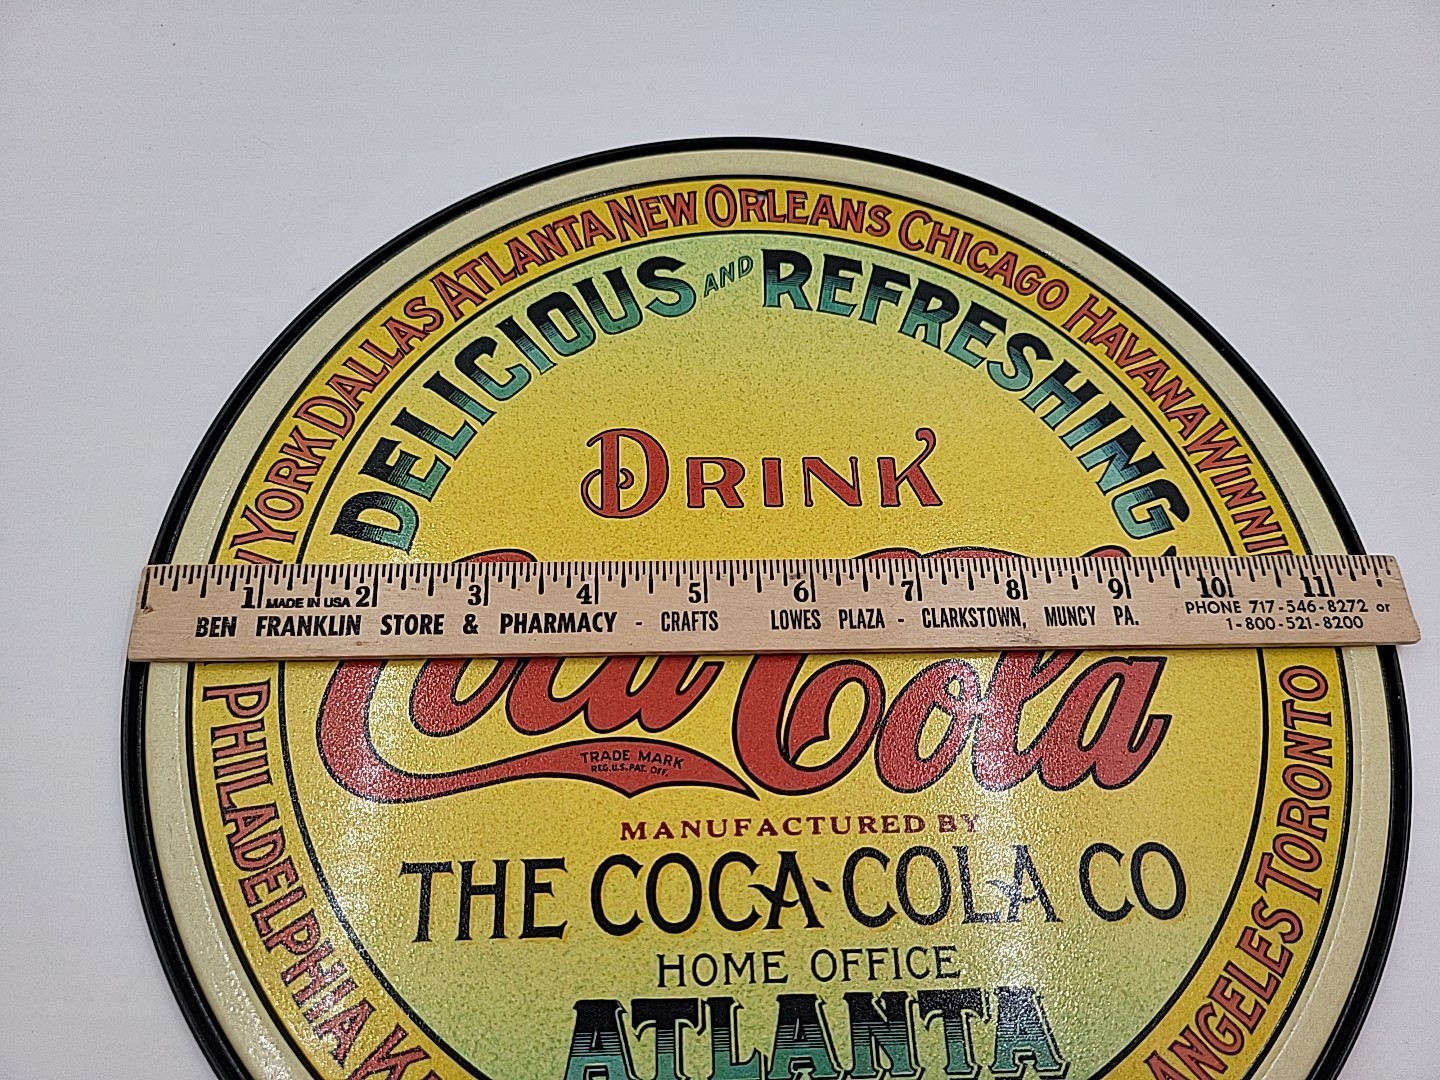 YORK DALLAS ATLANTA NEW ORLEANS CHICAGO HAVANA WINNI
DELICIOUS AND REFRESHING
DRINK
1 2 3 4 5 6 7 8 9 10 11
MADE IN USA
BEN FRANKLIN STORE & PHARMACY - CRAFTS LOWES PLAZA - CLARKSTOWN, MUNCY PA.
PHONE 717-546-8272 or
1-800-521-8200
Coca Cola
TRADE MARK
REG. U.S. PAT. OFF.
MANUFACTURED BY
THE COCA-COLA CO
HOME OFFICE
ATLANTA
PHILADELPHIA
ANGELES TORONTO